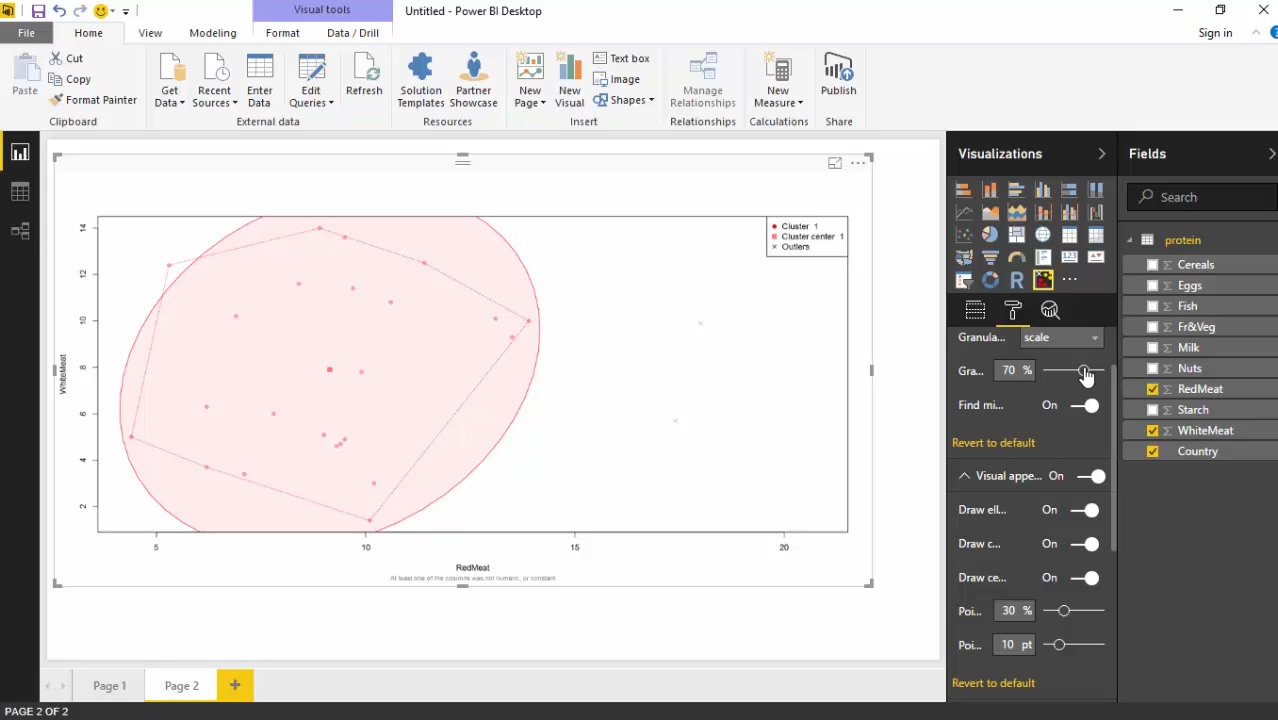 Visual tools
Untitled - Power BI Desktop
File
Home
View
Modeling
Format
Data / Drill
Sign in
Paste
Cut
Copy
Format Painter
Clipboard
Get Data
Recent Sources
Enter Data
Edit Queries
Refresh
External data
Solution Templates
Partner Showcase
Resources
New Page
New Visual
Text box
Image
Shapes
Insert
Manage Relationships
Relationships
New Measure
Calculations
Publish
Share
Cluster 1
Cluster center 1
Outliers
14
12
10
8
6
4
2
WhiteMeat
5
10
15
20
RedMeat
At least one of the columns was not numeric, or constant
Visualizations
R
Granula...
scale
Gra...
70 %
Find mi...
On
Revert to default
Visual appe...
On
Draw ell...
On
Draw c...
On
Draw ce...
On
Poi...
30 %
Poi...
10 pt
Revert to default
Fields
Search
protein
Cereals
Eggs
Fish
Fr&Veg
Milk
Nuts
RedMeat
Starch
WhiteMeat
Country
Page 1
Page 2
PAGE 2 OF 2